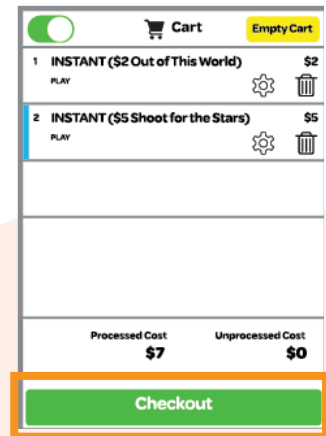 Cart
Empty Cart
1 INSTANT ($2 Out of This World) $2
PLAY
2 INSTANT ($5 Shoot for the Stars) $5
PLAY
Processed Cost Unprocessed Cost
$7 $0
Checkout